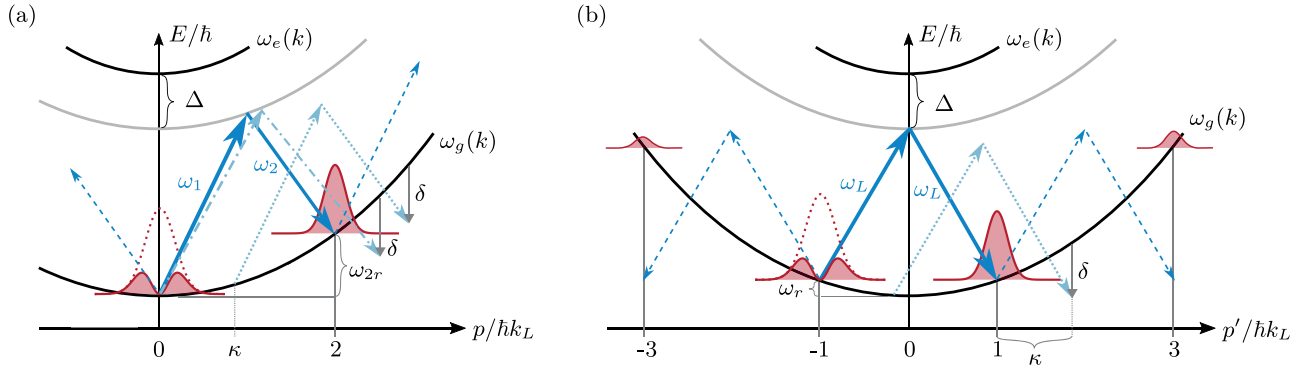 (a)
E/ħ
ω_e(k)
Δ
ω_g(k)
ω_1
ω_2
δ
δ
ω_{2r}
0
κ
2
p/ħk_L
(b)
E/ħ
ω_e(k)
Δ
ω_g(k)
ω_L
ω_L
δ
ω_r
-3
-1
0
1
3
κ
p′/ħk_L